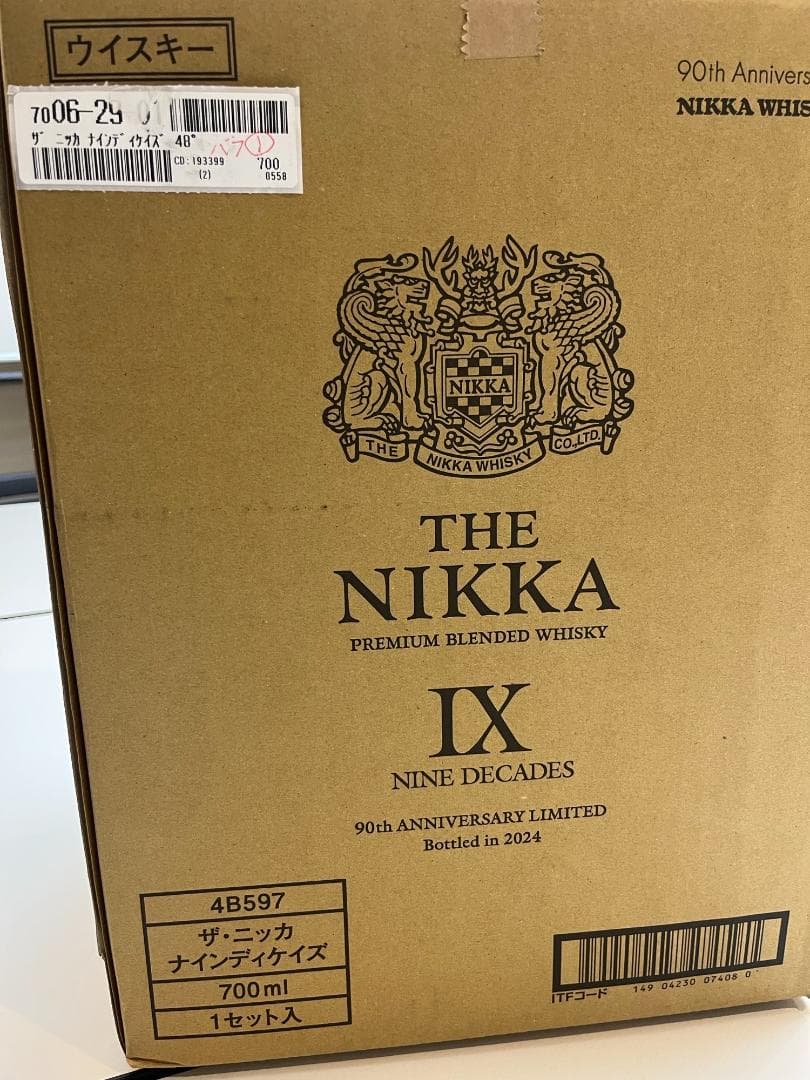 ウイスキー
90th Annivers
NIKKA WHIS
7006-29 01
ザ ニッカ ナインディケイズ 48°
バラ①
CD:193399
700
(2)
0558
NIKKA
THE NIKKA WHISKY CO.,LTD.
THE
NIKKA
PREMIUM BLENDED WHISKY
IX
NINE DECADES
90th ANNIVERSARY LIMITED
Bottled in 2024
4B597
ザ・ニッカ
ナインディケイズ
700ml
1セット入
ITFコード 149 04230 07408 0